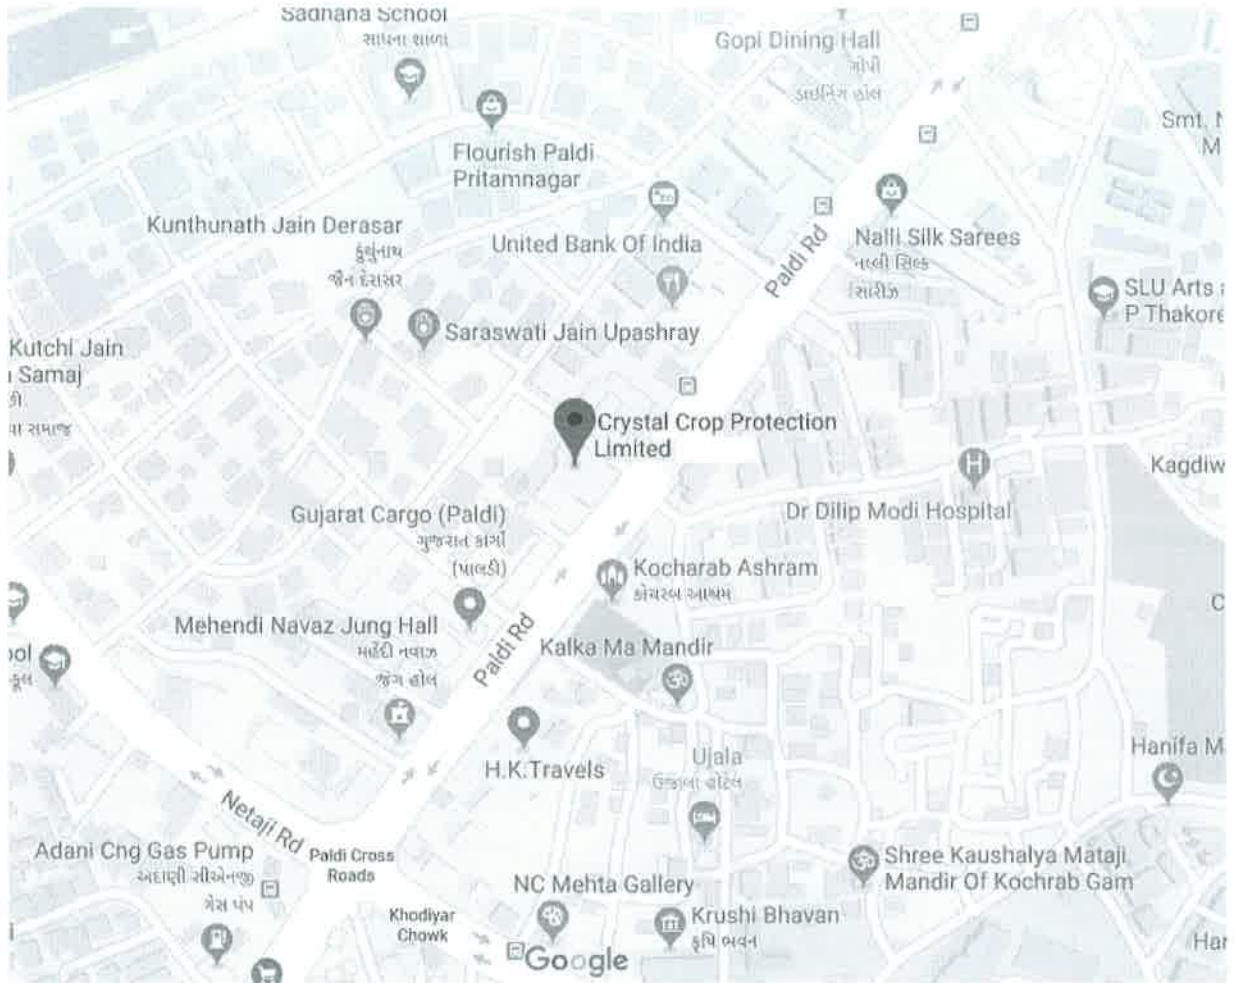 Sadhana School
સાધના શાળા
Gopi Dining Hall
ગોપી
ડાઈનિંગ હોલ
Flourish Paldi
Pritamnagar
Smt.
Kunthunath Jain Derasar
કુંથુનાથ
જૈન દેરાસર
United Bank Of India
Paldi Rd
Nalli Silk Sarees
નલ્લી સિલ્ક
સારીઝ
SLU Arts
P Thakore
Saraswati Jain Upashray
Kutchi Jain
Samaj
સમાજ
Crystal Crop Protection
Limited
Kagdiw
Gujarat Cargo (Paldi)
ગુજરાત કાર્ગો
(પાલડી)
Dr Dilip Modi Hospital
Kocharab Ashram
કોચરબ આશ્રમ
Mehendi Navaz Jung Hall
મહેંદી નવાઝ
જંગ હોલ
Paldi Rd
Kalka Ma Mandir
H.K.Travels
Ujala
ઉજાલા હોટેલ
Hanifa M
Netaji Rd
Adani Cng Gas Pump
અદાણી સીએનજી
ગેસ પંપ
Paldi Cross
Roads
Shree Kaushalya Mataji
Mandir Of Kochrab Gam
NC Mehta Gallery
Khodiyar
Chowk
Krushi Bhavan
કૃષિ ભવન
Har
Google